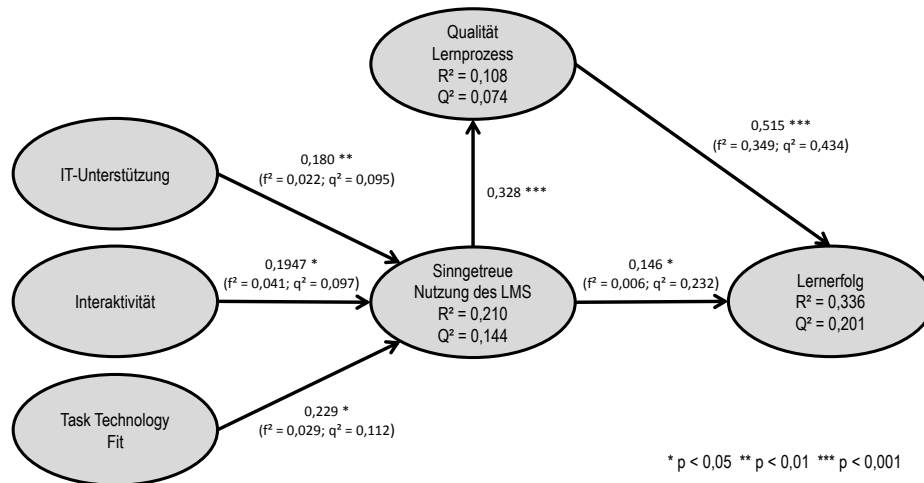 Qualität
Lernprozess
R² = 0,108
Q² = 0,074
0,515 ***
(f² = 0,349; q² = 0,434)
IT-Unterstützung
0,180 **
(f² = 0,022; q² = 0,095)
0,328 ***
Interaktivität
0,1947 *
(f² = 0,041; q² = 0,097)
Sinngetreue
Nutzung des LMS
R² = 0,210
Q² = 0,144
0,146 *
(f² = 0,006; q² = 0,232)
Lernerfolg
R² = 0,336
Q² = 0,201
Task Technology
Fit
0,229 *
(f² = 0,029; q² = 0,112)
* p < 0,05 ** p < 0,01 *** p < 0,001